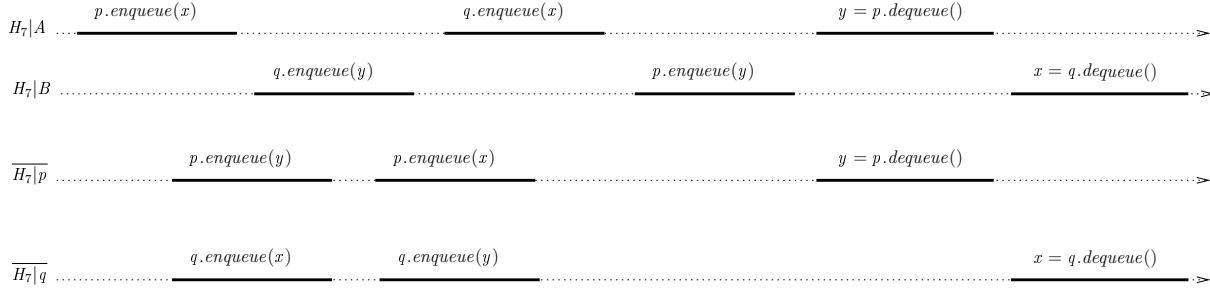 p.enqueue(x) q.enqueue(x) y = p.dequeue()
H₇|A
q.enqueue(y) p.enqueue(y) x = q.dequeue()
H₇|B
p.enqueue(y) p.enqueue(x) y = p.dequeue()
H₇|p
q.enqueue(x) q.enqueue(y) x = q.dequeue()
H₇|q